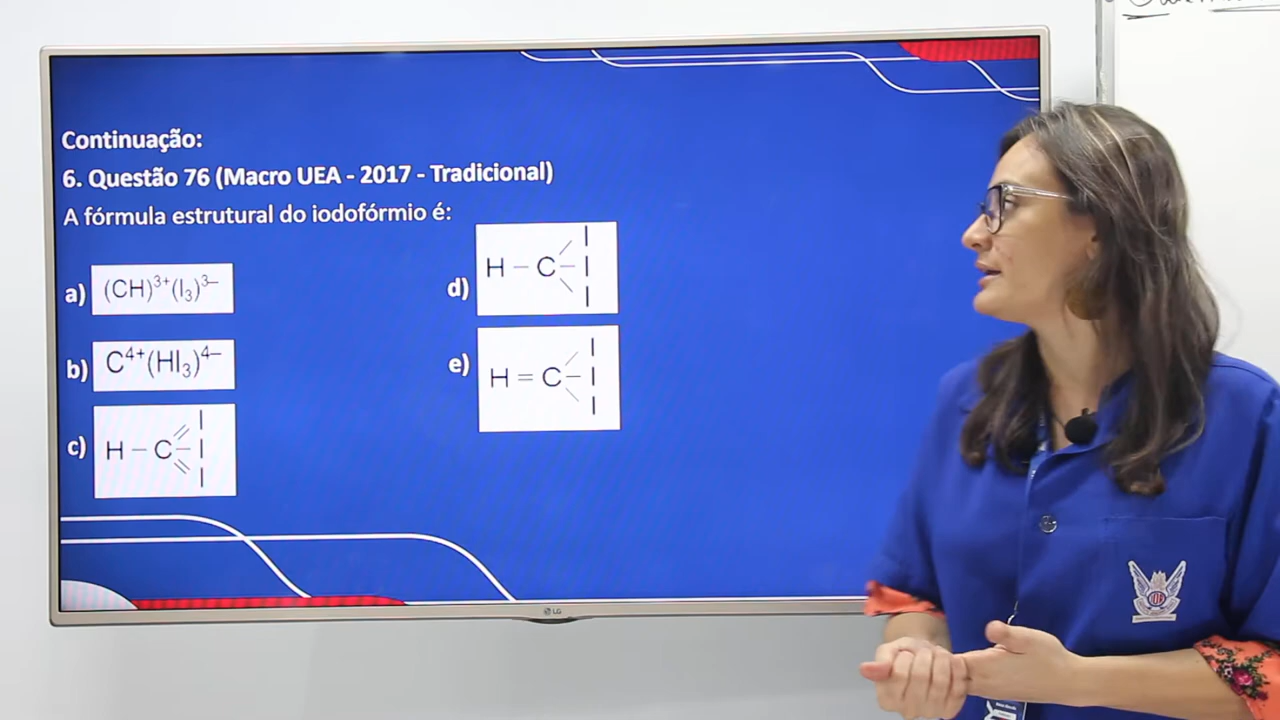 Continuação:
6. Questão 76 (Macro UEA - 2017 - Tradicional)
A fórmula estrutural do iodofórmio é:
a) (CH)³⁺(I₃)³⁻
b) C⁴⁺(HI₃)⁴⁻
c) H – C
I
I
I
d) H – C – I
I
I
e) H = C – I
I
I
LG